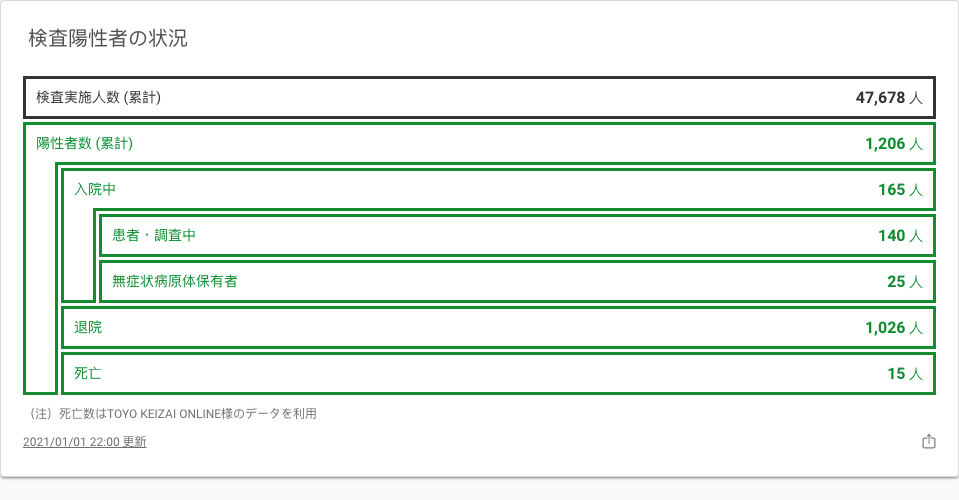 検査陽性者の状況
検査実施人数 (累計) 47,678 人
陽性者数 (累計) 1,206 人
入院中 165 人
患者・調査中 140 人
無症状病原体保有者 25 人
退院 1,026 人
死亡 15 人
（注）死亡数はTOYO KEIZAI ONLINE様のデータを利用
2021/01/01 22:00 更新